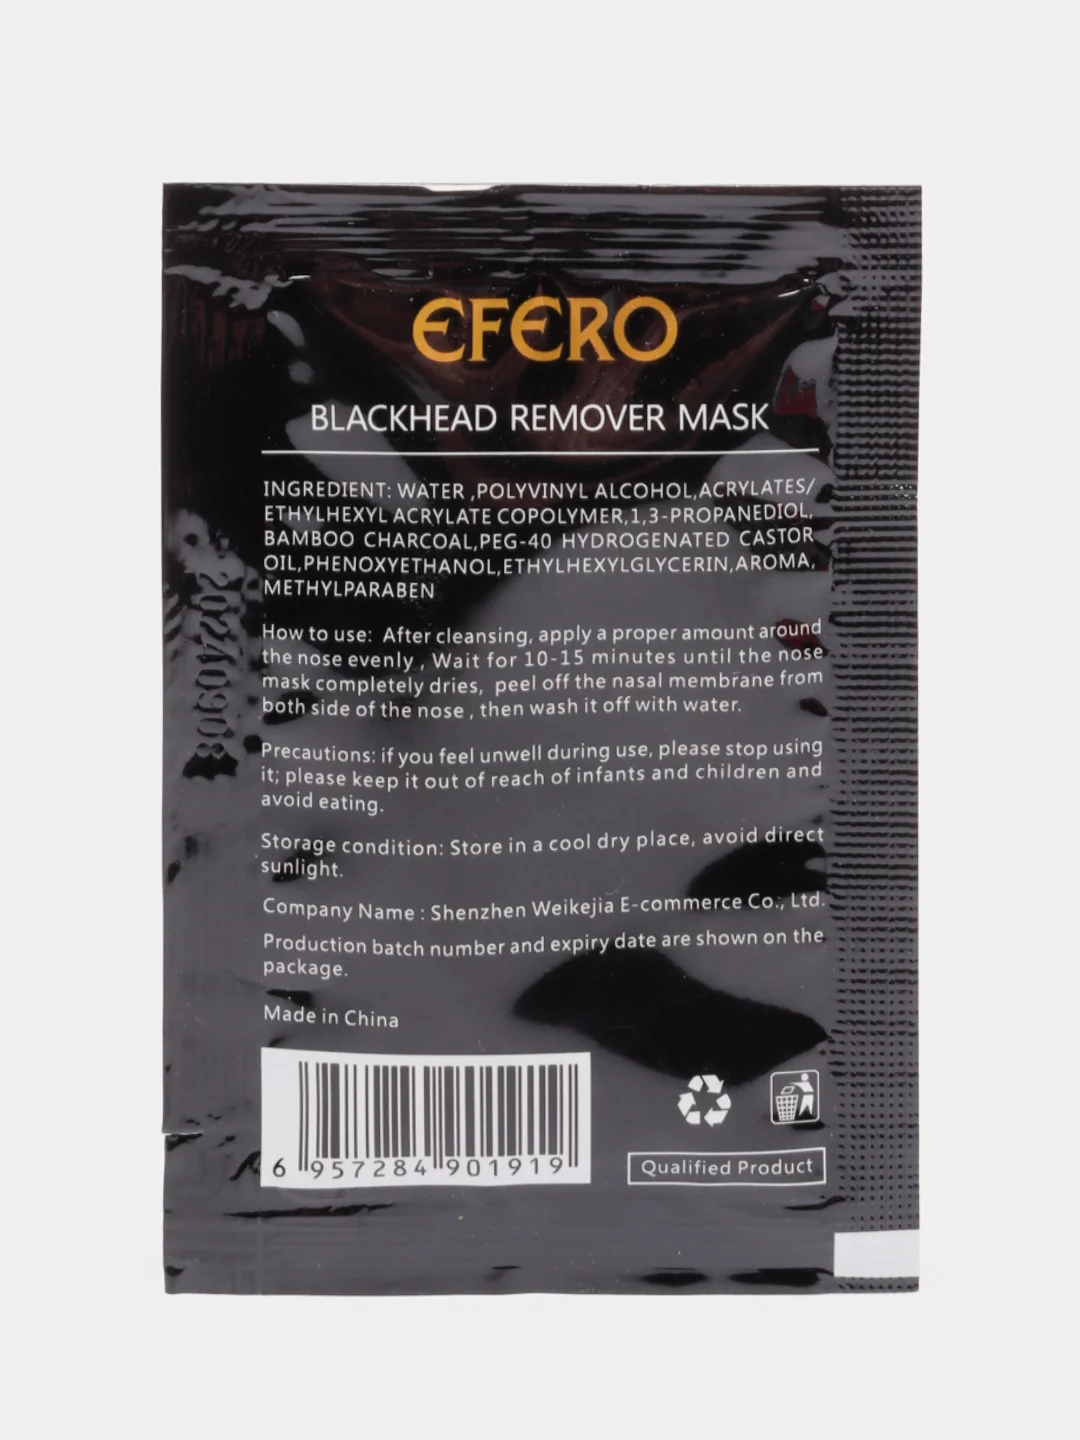 EFERO
BLACKHEAD REMOVER MASK
INGREDIENT: WATER ,POLYVINYL ALCOHOL,ACRYLATES/
ETHYLHEXYL ACRYLATE COPOLYMER,1,3-PROPANEDIOL,
BAMBOO CHARCOAL,PEG-40 HYDROGENATED CASTOR
OIL,PHENOXYETHANOL,ETHYLHEXYLGLYCERIN,AROMA,
METHYLPARABEN
How to use: After cleansing, apply a proper amount around
the nose evenly , Wait for 10-15 minutes until the nose
mask completely dries, peel off the nasal membrane from
both side of the nose , then wash it off with water.
Precautions: if you feel unwell during use, please stop using
it; please keep it out of reach of infants and children and
avoid eating.
Storage condition: Store in a cool dry place, avoid direct
sunlight.
Company Name : Shenzhen Weikejia E-commerce Co., Ltd.
Production batch number and expiry date are shown on the
package.
Made in China
6 957284 901919
Qualified Product
20240908